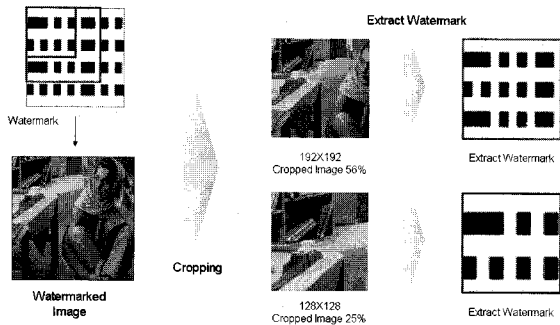 Extract Watermark
Watermark
192X192
Cropped Image 56%
Extract Watermark
Cropping
Watermarked
Image
128X128
Cropped Image 25%
Extract Watermark